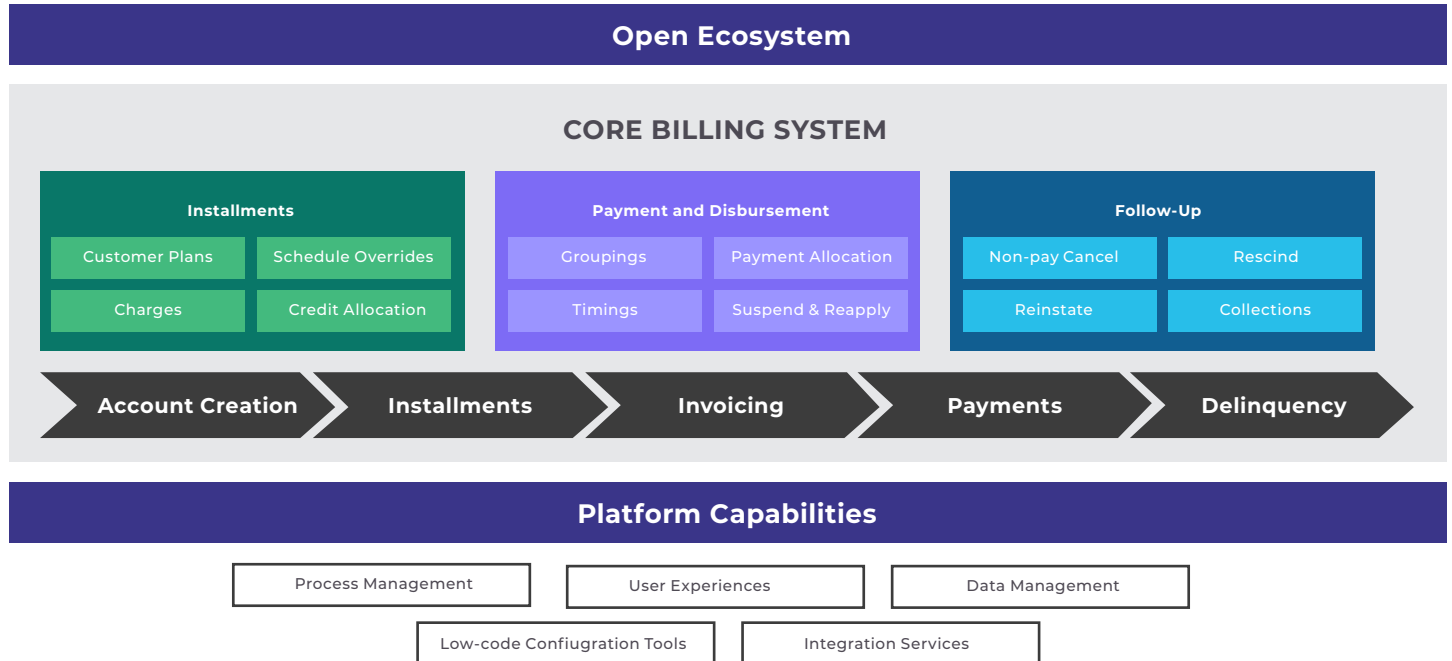 Open Ecosystem
CORE BILLING SYSTEM
Installments
Customer Plans
Schedule Overrides
Charges
Credit Allocation
Payment and Disbursement
Groupings
Payment Allocation
Timings
Suspend & Reapply
Follow-Up
Non-pay Cancel
Rescind
Reinstate
Collections
Account Creation
Installments
Invoicing
Payments
Delinquency
Platform Capabilities
Process Management
User Experiences
Data Management
Low-code Confiugration Tools
Integration Services